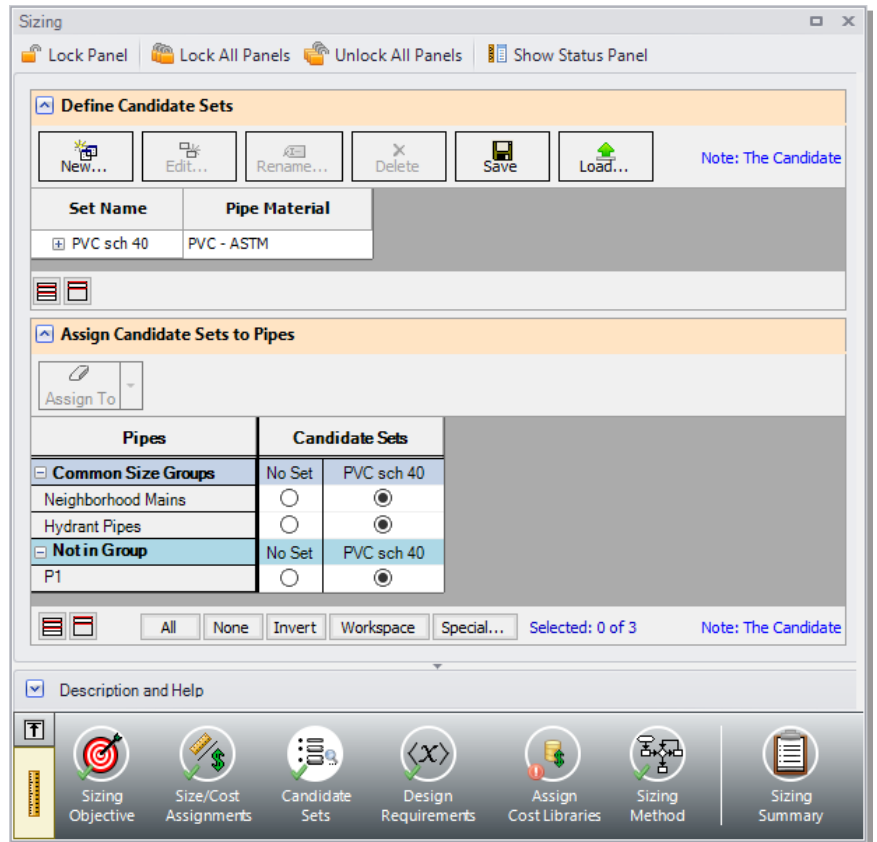 Sizing
Lock Panel Lock All Panels Unlock All Panels Show Status Panel
Define Candidate Sets
New... Edit... Rename... Delete Save Load... Note: The Candidate
Set Name Pipe Material
PVC sch 40 PVC - ASTM
Assign Candidate Sets to Pipes
Assign To
Pipes Candidate Sets
Common Size Groups No Set PVC sch 40
Neighborhood Mains
Hydrant Pipes
Not in Group No Set PVC sch 40
P1
All None Invert Workspace Special... Selected: 0 of 3 Note: The Candidate
Description and Help
Sizing Size/Cost Candidate Design Assign Sizing Sizing
Objective Assignments Sets Requirements Cost Libraries Method Summary